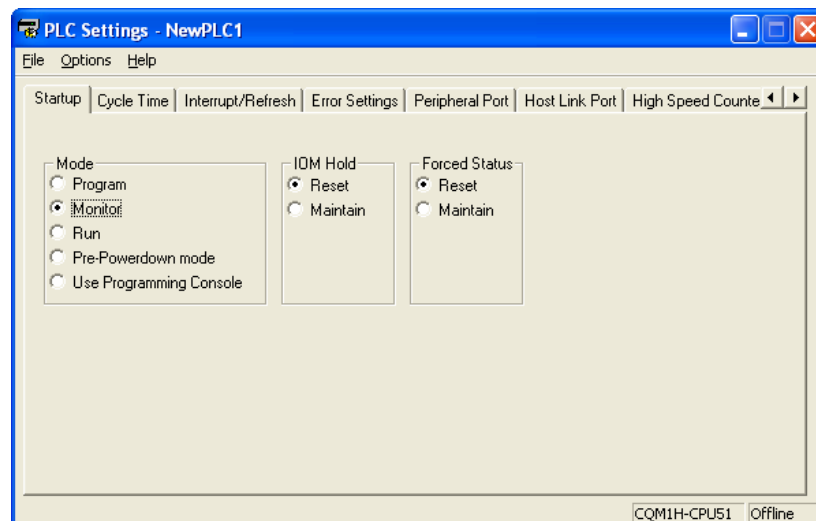 PLC Settings - NewPLC1
File Options Help
Startup Cycle Time Interrupt/Refresh Error Settings Peripheral Port Host Link Port High Speed Counte
Mode
Program
Monitor
Run
Pre-Powerdown mode
Use Programming Console
IOM Hold
Reset
Maintain
Forced Status
Reset
Maintain
CQM1H-CPU51 Offline